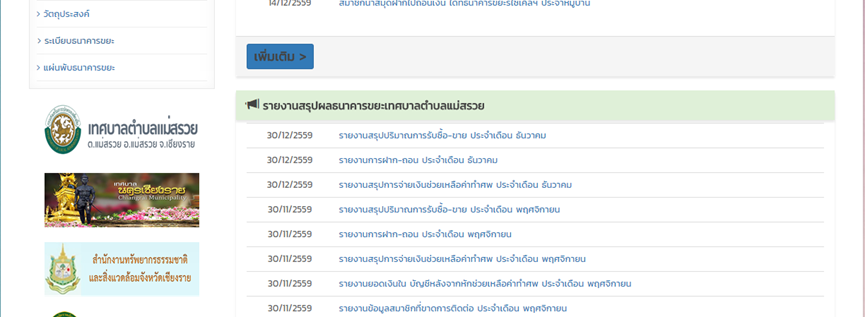 วัตถุประสงค์
ระเบียบธนาคารขยะ
แผ่นพับธนาคารขยะ
เทศบาลตำบลแม่สรวย
ต.แม่สรวย อ.แม่สรวย จ.เชียงราย
เทศบาล
นครเชียงราย
Chiangrai Municipality
สำนักงานทรัพยากรธรรมชาติ
และสิ่งแวดล้อมจังหวัดเชียงราย
14/12/2559 สมาชิกนำสมุดฝากไปถอนเงิน ได้ที่ธนาคารขยะรีไซเคิลฯ ประจำหมู่บ้าน
เพิ่มเติม >
รายงานสรุปผลธนาคารขยะเทศบาลตำบลแม่สรวย
30/12/2559 รายงานสรุปปริมาณการรับซื้อ-ขาย ประจำเดือน ธันวาคม
30/12/2559 รายงานการฝาก-ถอน ประจำเดือน ธันวาคม
30/12/2559 รายงานสรุปการจ่ายเงินช่วยเหลือค่าทำศพ ประจำเดือน ธันวาคม
30/11/2559 รายงานสรุปปริมาณการรับซื้อ-ขาย ประจำเดือน พฤศจิกายน
30/11/2559 รายงานการฝาก-ถอน ประจำเดือน พฤศจิกายน
30/11/2559 รายงานสรุปการจ่ายเงินช่วยเหลือค่าทำศพ ประจำเดือน พฤศจิกายน
30/11/2559 รายงานยอดเงินใน บัญชีหลังจากหักช่วยเหลือค่าทำศพ ประจำเดือน พฤศจิกายน
30/11/2559 รายงานข้อมูลสมาชิกที่ขาดการติดต่อ ประจำเดือน พฤศจิกายน